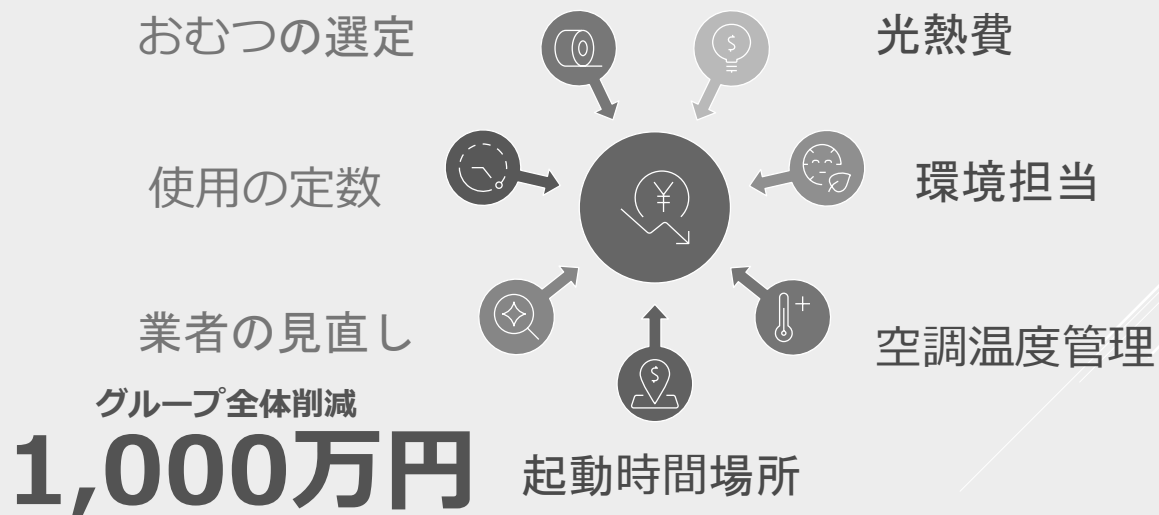 おむつの選定
光熱費
使用の定数
環境担当
業者の見直し
空調温度管理
グループ全体削減
1,000万円
起動時間場所